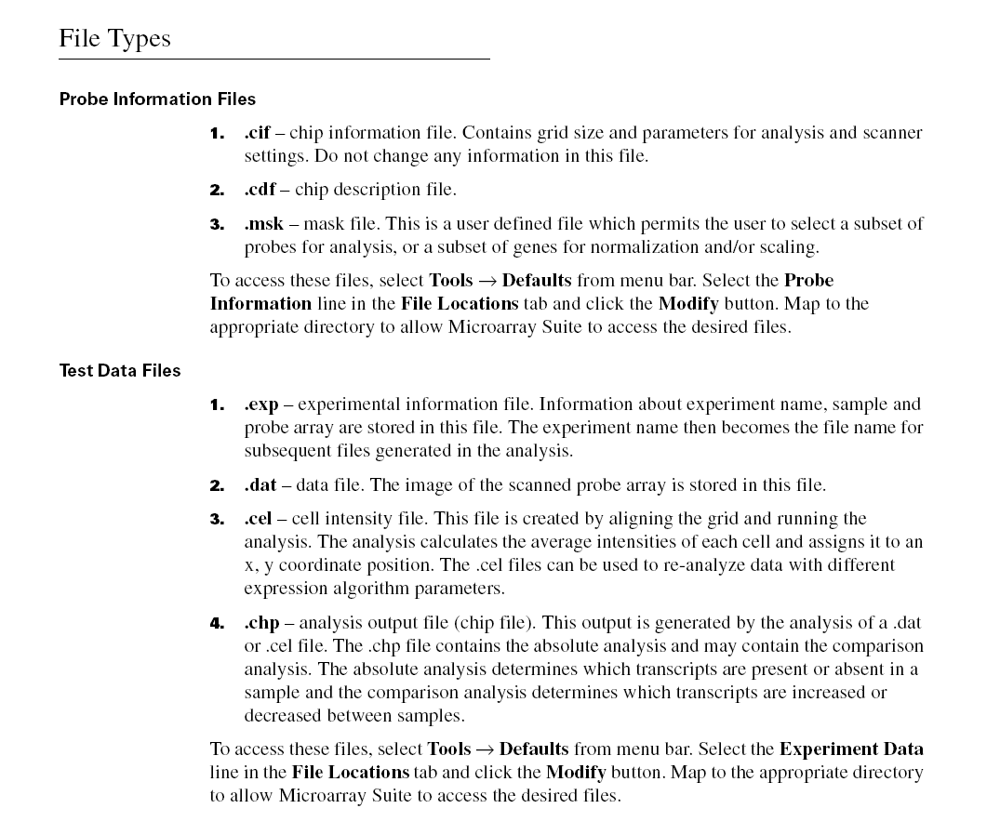 File Types
Probe Information Files
1. .cif – chip information file. Contains grid size and parameters for analysis and scanner
settings. Do not change any information in this file.
2. .cdf – chip description file.
3. .msk – mask file. This is a user defined file which permits the user to select a subset of
probes for analysis, or a subset of genes for normalization and/or scaling.
To access these files, select Tools → Defaults from menu bar. Select the Probe
Information line in the File Locations tab and click the Modify button. Map to the
appropriate directory to allow Microarray Suite to access the desired files.
Test Data Files
1. .exp – experimental information file. Information about experiment name, sample and
probe array are stored in this file. The experiment name then becomes the file name for
subsequent files generated in the analysis.
2. .dat – data file. The image of the scanned probe array is stored in this file.
3. .cel – cell intensity file. This file is created by aligning the grid and running the
analysis. The analysis calculates the average intensities of each cell and assigns it to an
x, y coordinate position. The .cel files can be used to re-analyze data with different
expression algorithm parameters.
4. .chp – analysis output file (chip file). This output is generated by the analysis of a .dat
or .cel file. The .chp file contains the absolute analysis and may contain the comparison
analysis. The absolute analysis determines which transcripts are present or absent in a
sample and the comparison analysis determines which transcripts are increased or
decreased between samples.
To access these files, select Tools → Defaults from menu bar. Select the Experiment Data
line in the File Locations tab and click the Modify button. Map to the appropriate directory
to allow Microarray Suite to access the desired files.